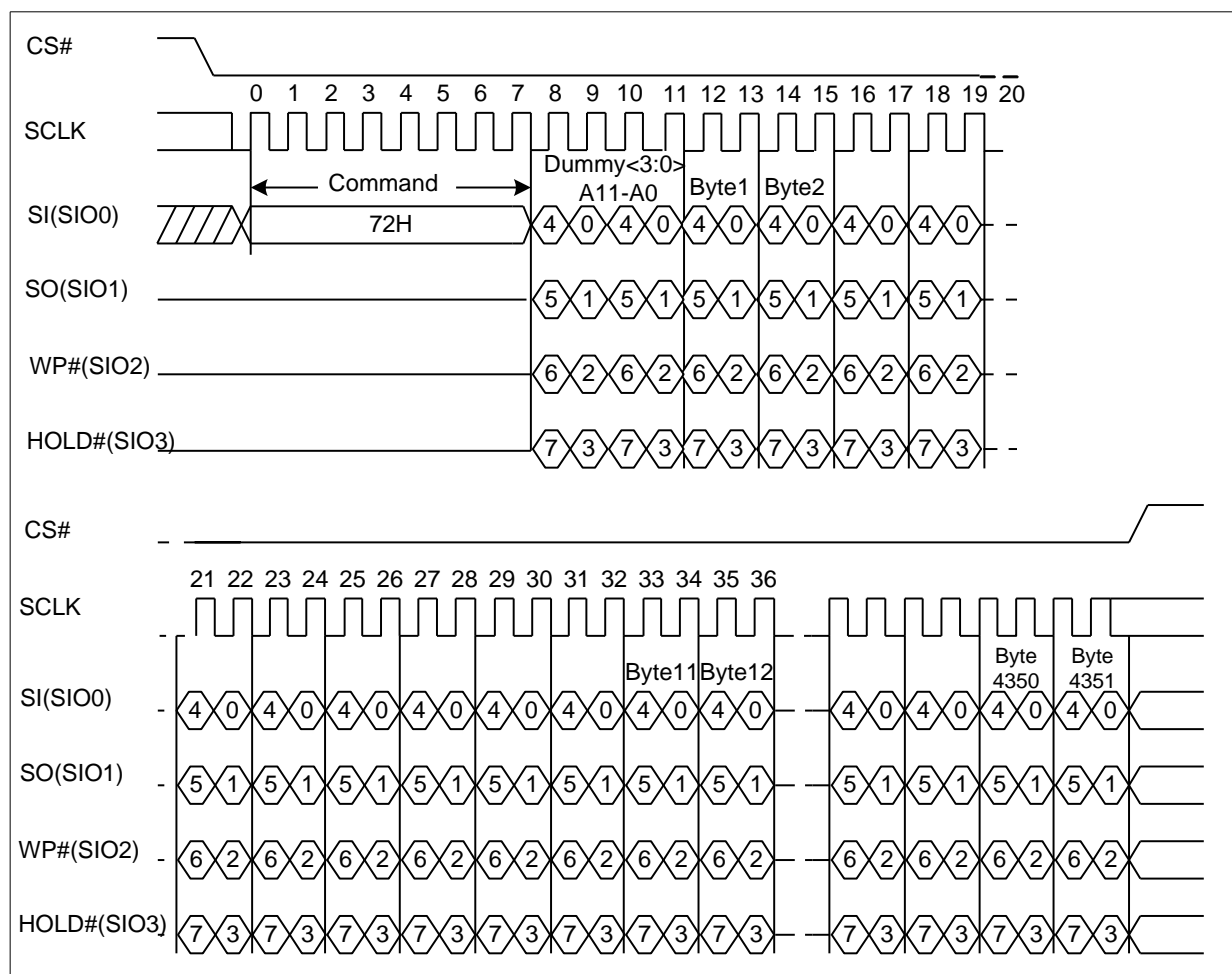 CS#
0 1 2 3 4 5 6 7 8 9 10 11 12 13 14 15 16 17 18 19 20
SCLK
Dummy<3:0>
Command A11-A0 Byte1 Byte2
SI(SIO0) 72H 4 0 4 0 4 0 4 0 4 0 4 0
SO(SIO1) 5 1 5 1 5 1 5 1 5 1 5 1
WP#(SIO2) 6 2 6 2 6 2 6 2 6 2 6 2
HOLD#(SIO3) 7 3 7 3 7 3 7 3 7 3 7 3
CS#
21 22 23 24 25 26 27 28 29 30 31 32 33 34 35 36
SCLK
Byte11 Byte12 Byte 4350 Byte 4351
SI(SIO0) 4 0 4 0 4 0 4 0 4 0 4 0 4 0 4 0 4 0 4 0 4 0 4 0
SO(SIO1) 5 1 5 1 5 1 5 1 5 1 5 1 5 1 5 1 5 1 5 1 5 1 5 1
WP#(SIO2) 6 2 6 2 6 2 6 2 6 2 6 2 6 2 6 2 6 2 6 2 6 2 6 2
HOLD#(SIO3) 7 3 7 3 7 3 7 3 7 3 7 3 7 3 7 3 7 3 7 3 7 3 7 3